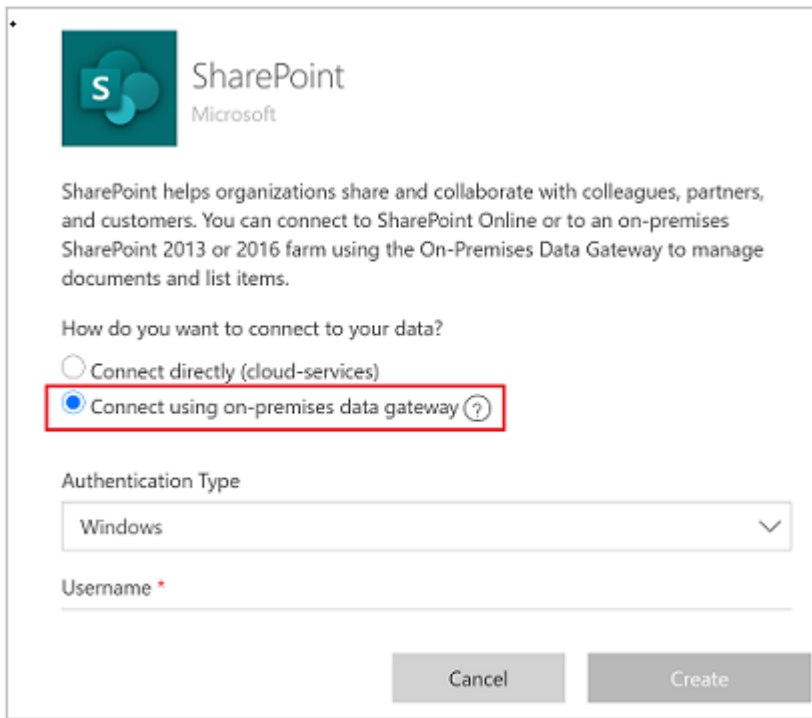 SharePoint
Microsoft
SharePoint helps organizations share and collaborate with colleagues, partners,
and customers. You can connect to SharePoint Online or to an on-premises
SharePoint 2013 or 2016 farm using the On-Premises Data Gateway to manage
documents and list items.
How do you want to connect to your data?
Connect directly (cloud-services)
Connect using on-premises data gateway ?
Authentication Type
Windows
Username *
Cancel
Create